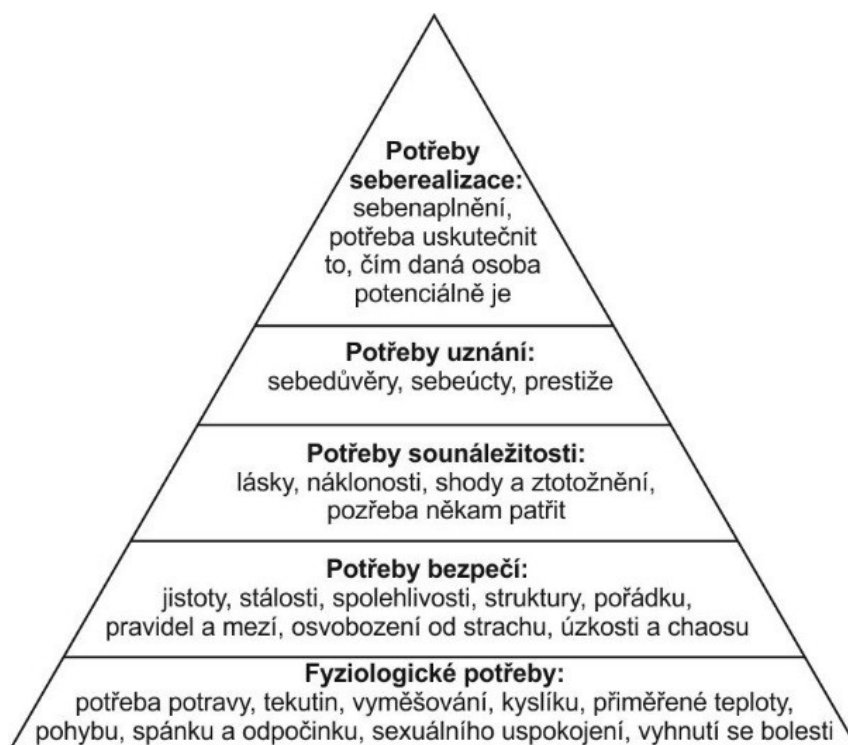 Potřeby
seberealizace:
sebenaplnění,
potřeba uskutečnit
to, čím daná osoba
potenciálně je
Potřeby uznání:
sebedůvěry, sebeúcty, prestiže
Potřeby sounáležitosti:
lásky, náklonosti, shody a ztotožnění,
pozřeba někam patřit
Potřeby bezpečí:
jistoty, stálosti, spolehlivosti, struktury, pořádku,
pravidel a mezí, osvobození od strachu, úzkosti a chaosu
Fyziologické potřeby:
potřeba potravy, tekutin, vyměšování, kyslíku, přiměřené teploty,
pohybu, spánku a odpočinku, sexuálního uspokojení, vyhnutí se bolesti